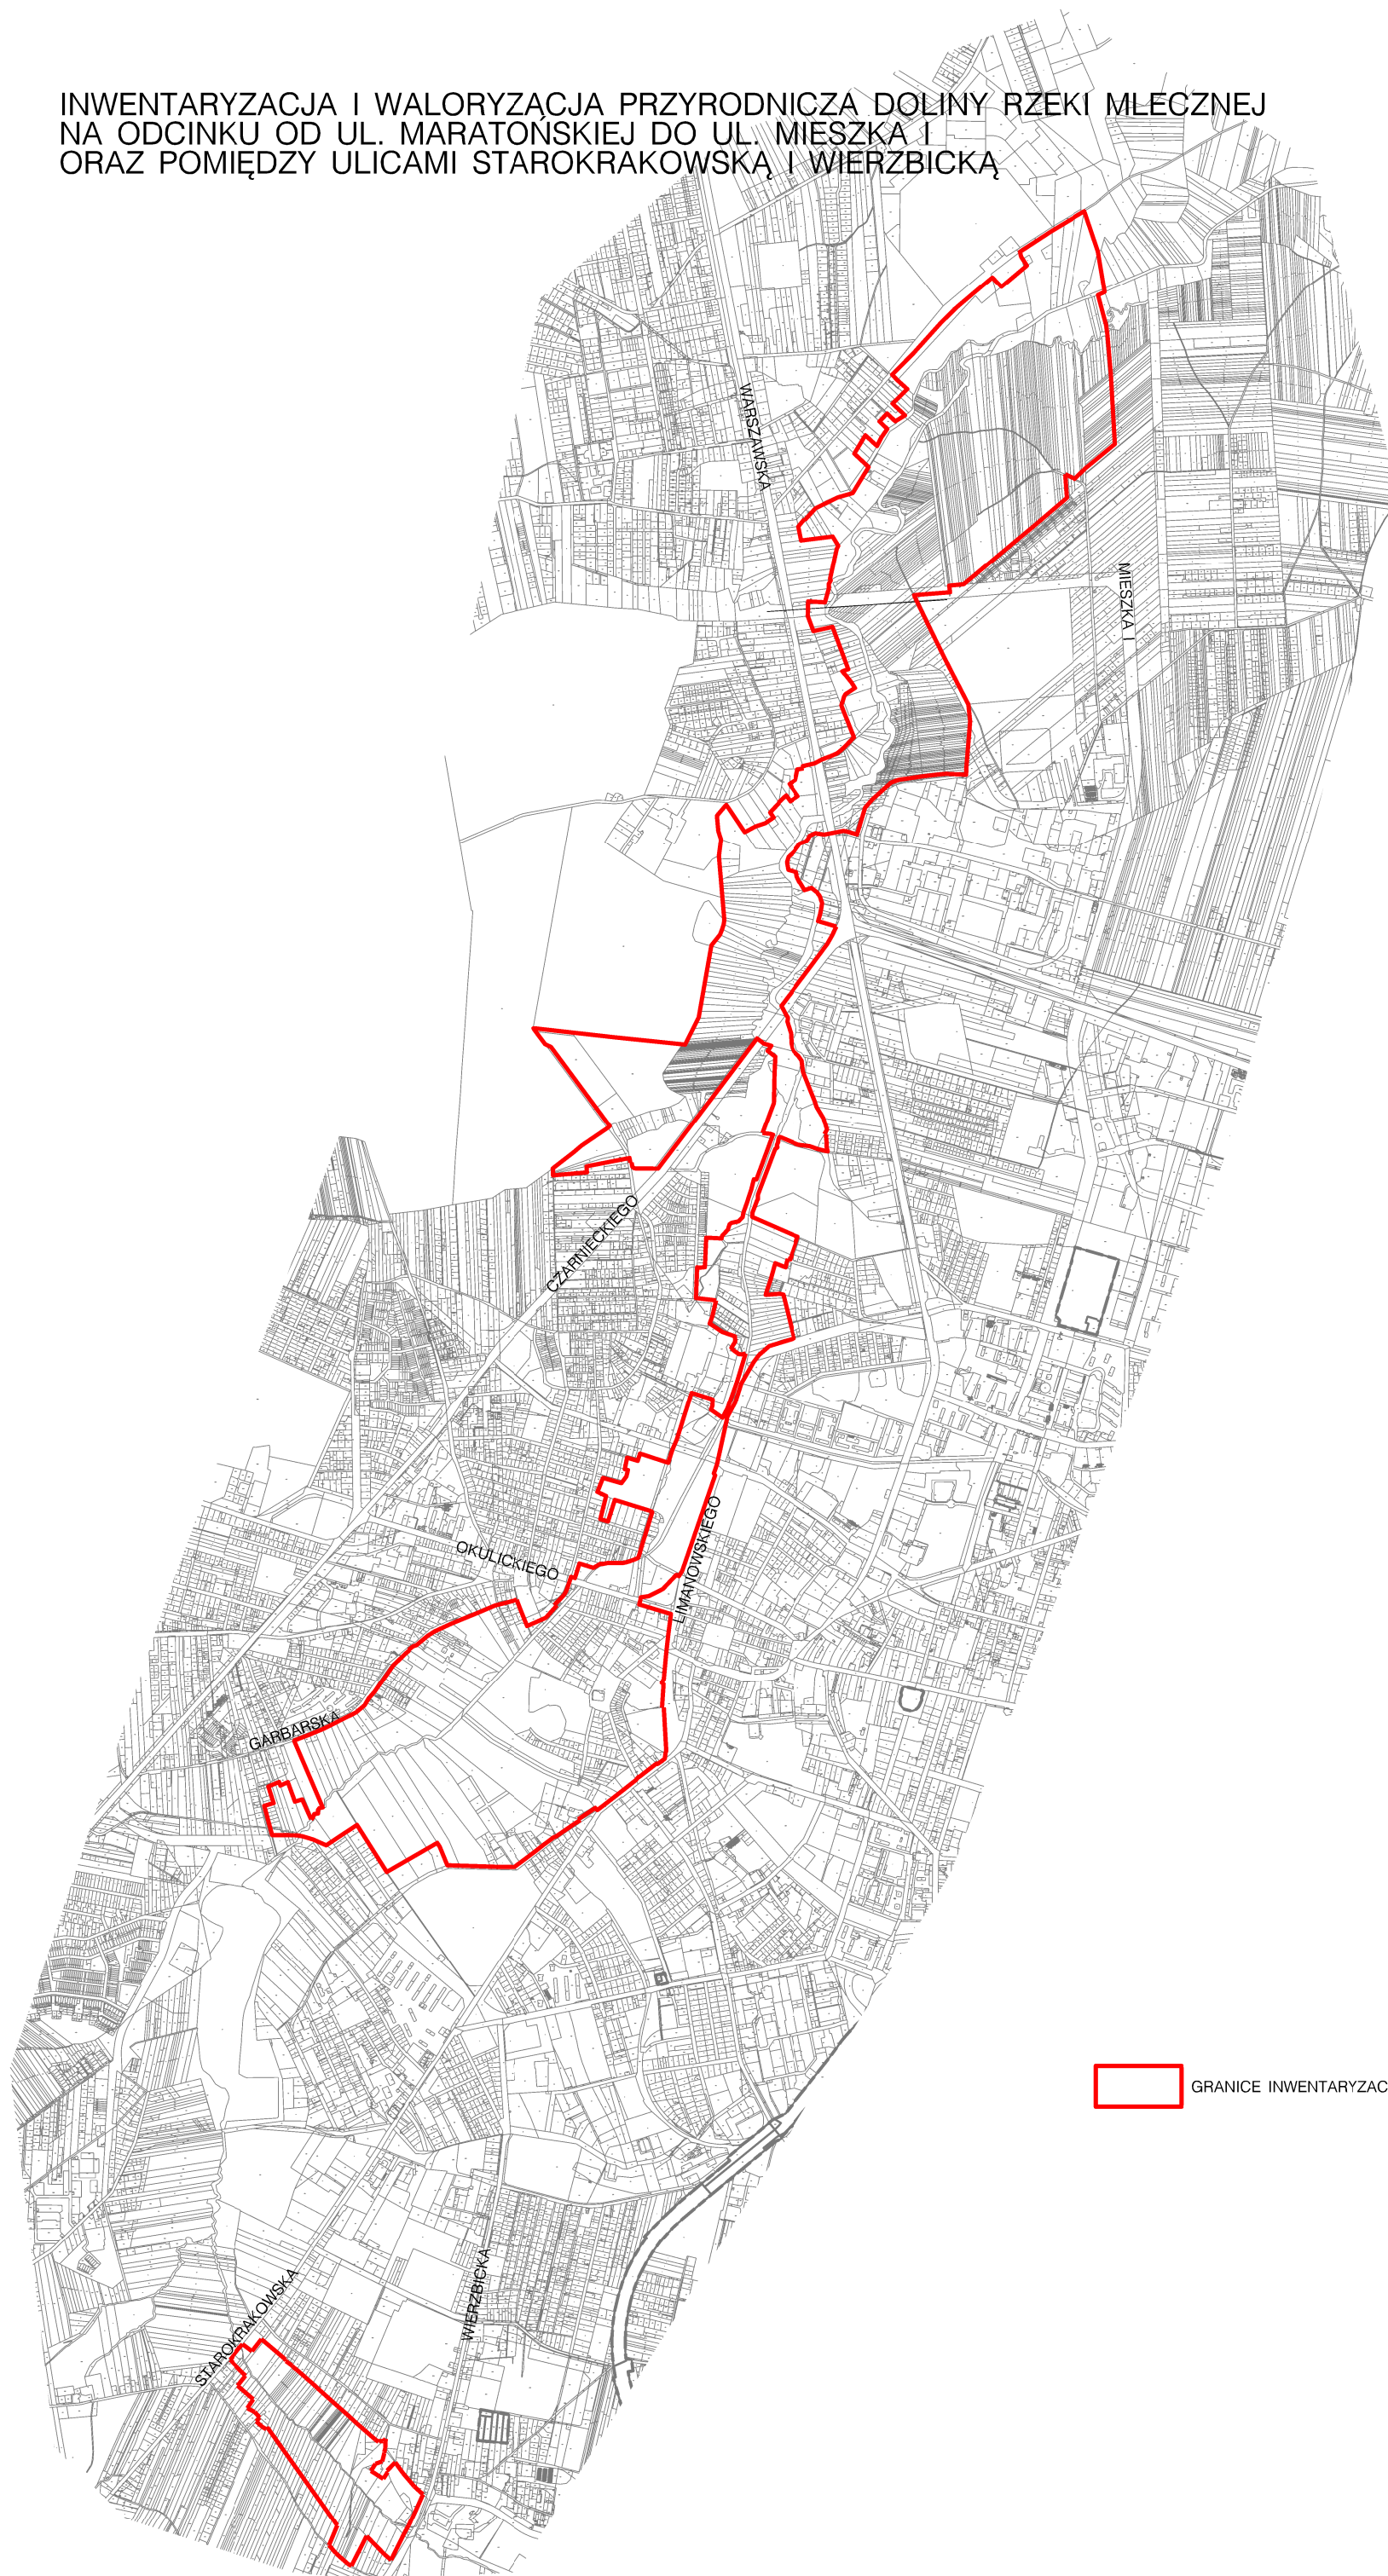 INWENTARYZACJA I WALORYZACJA PRZYRODNICZA DOLINY RZEKI MLECZNEJ
NA ODCINKU OD UL. MARATOŃSKIEJ DO UL. MIESZKA I
ORAZ POMIĘDZY ULICAMI STAROKRAKOWSKĄ I WIERZBICKĄ
WARSZAWSKA
MIESZKA I
CZARNIECKIEGO
LIMANOWSKIEGO
OKULICKIEGO
GARBARSKA
GRANICE INWENTARYZAC
WIERZBICKA
STAROKRAKOWSKA